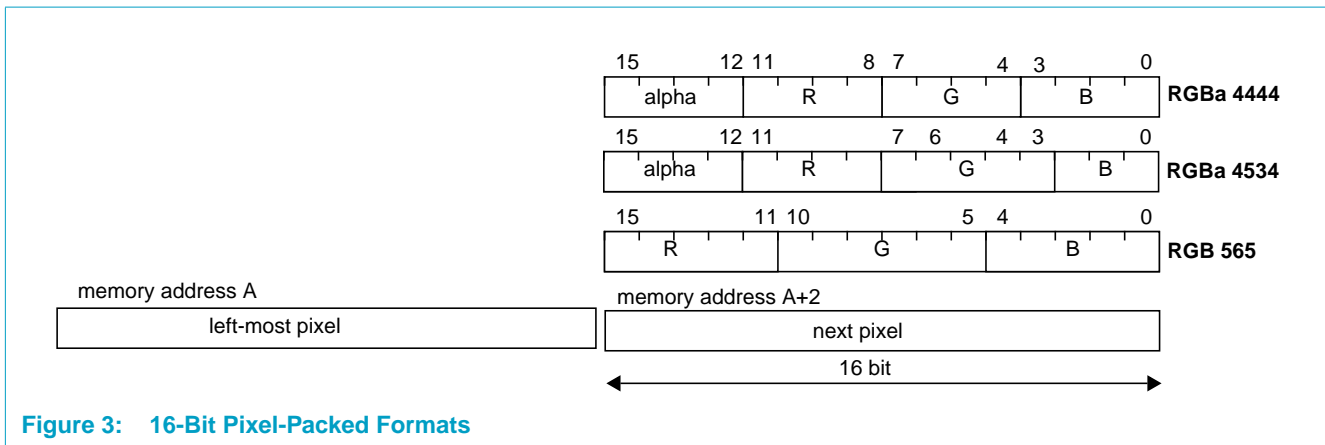 15 12 11 8 7 4 3 0
alpha R G B RGBa 4444
15 12 11 7 6 4 3 0
alpha R G B RGBa 4534
15 11 10 5 4 0
R G B RGB 565
memory address A memory address A+2
left-most pixel next pixel
16 bit
Figure 3: 16-Bit Pixel-Packed Formats